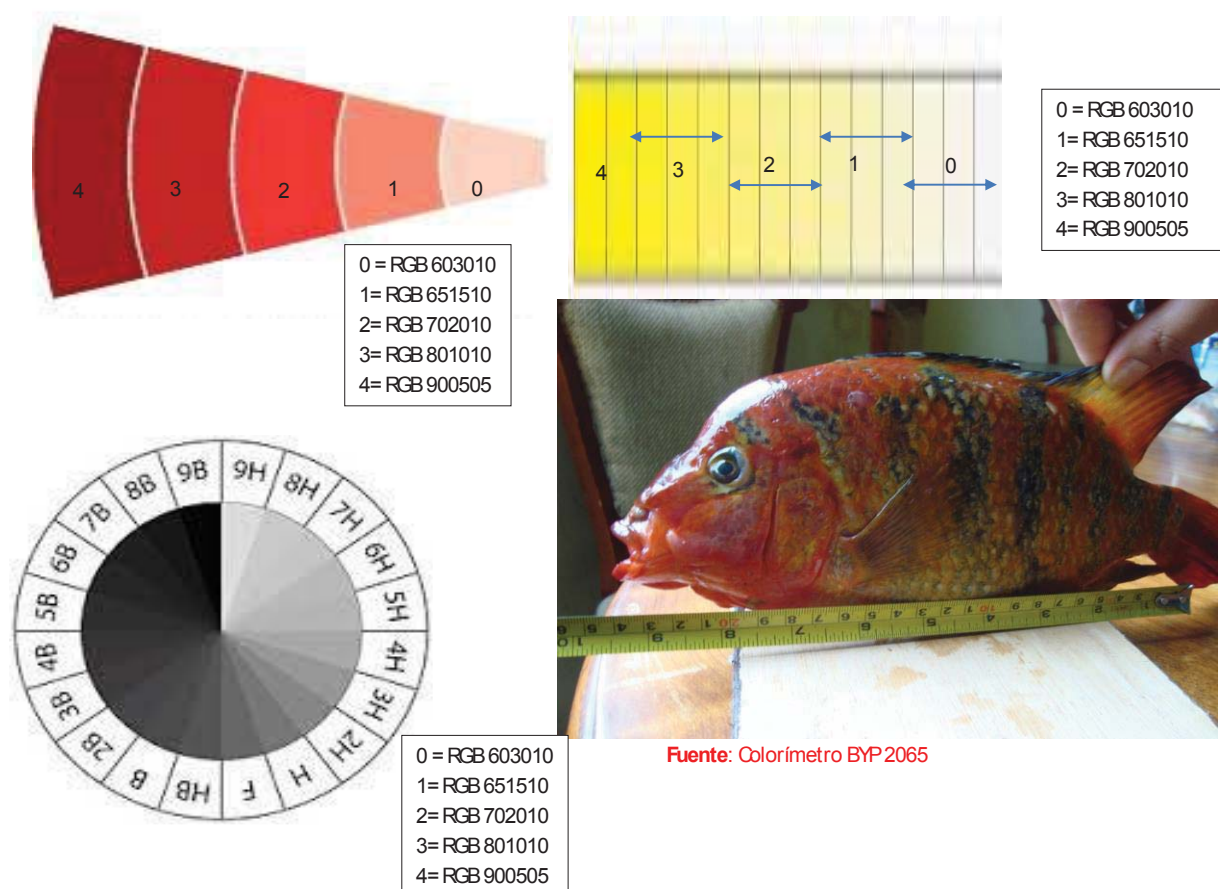 4 3 2 1 0
0 = RGB 603010
1= RGB 651510
2= RGB 702010
3= RGB 801010
4= RGB 900505
4 3 2 1 0
0 = RGB 603010
1= RGB 651510
2= RGB 702010
3= RGB 801010
4= RGB 900505
9H
8H
7H
6H
5H
4H
3H
2H
H
F
HB
B
2B
3B
4B
5B
6B
7B
8B
9B
0 = RGB 603010
1= RGB 651510
2= RGB 702010
3= RGB 801010
4= RGB 900505
Fuente: Colorímetro BYP 2065